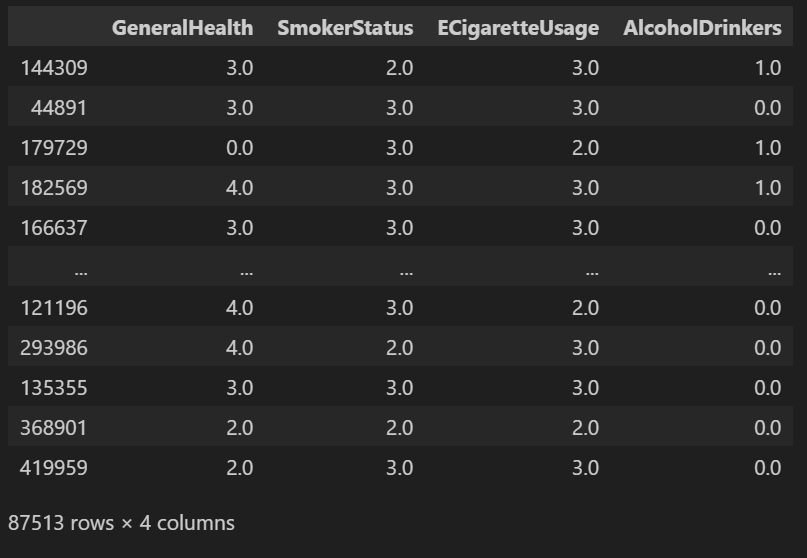 GeneralHealth SmokerStatus ECigaretteUsage AlcoholDrinkers
144309 3.0 2.0 3.0 1.0
44891 3.0 3.0 3.0 0.0
179729 0.0 3.0 2.0 1.0
182569 4.0 3.0 3.0 1.0
166637 3.0 3.0 3.0 0.0
... ... ... ... ...
121196 4.0 3.0 2.0 0.0
293986 4.0 2.0 3.0 0.0
135355 3.0 3.0 3.0 0.0
368901 2.0 2.0 2.0 0.0
419959 2.0 3.0 3.0 0.0
87513 rows × 4 columns